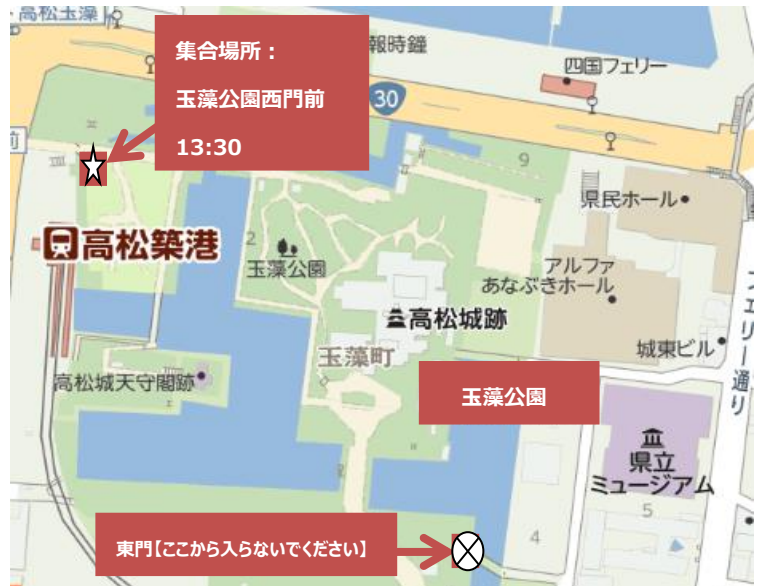 高松玉藻
集合場所：
玉藻公園西門前
13:30
報時鐘
四国フェリー
30
前
9
県民ホール
高松築港
2
玉藻公園
アルファ
あなぶきホール
高松城跡
フェリー通り
城東ビル
玉藻町
高松城天守閣跡
玉藻公園
県立
ミュージアム
5
東門【ここから入らないでください】
4